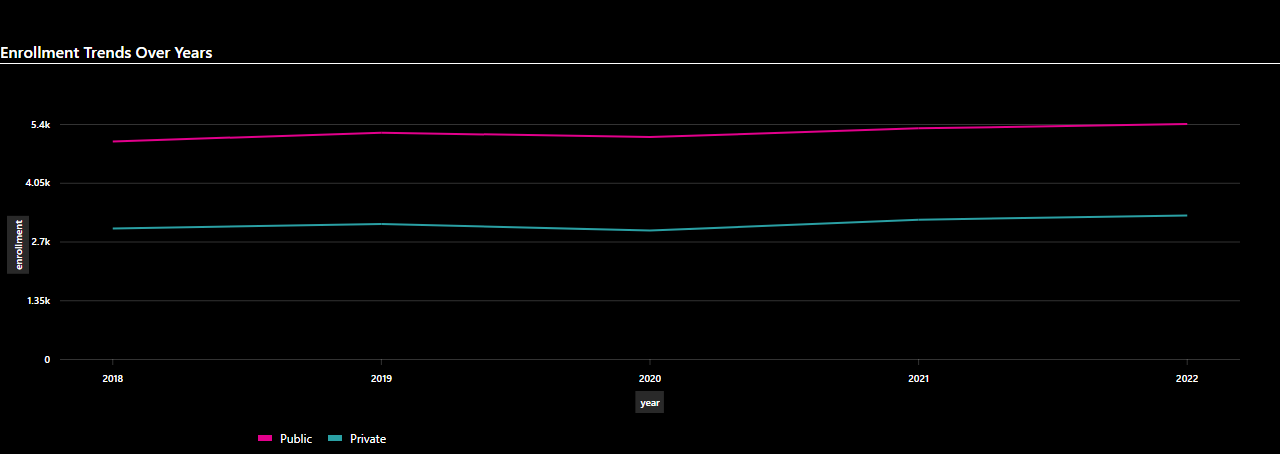 Enrollment Trends Over Years
5.4k
4.05k
2.7k
1.35k
0
enrollment
2018 2019 2020 2021 2022
year
Public Private